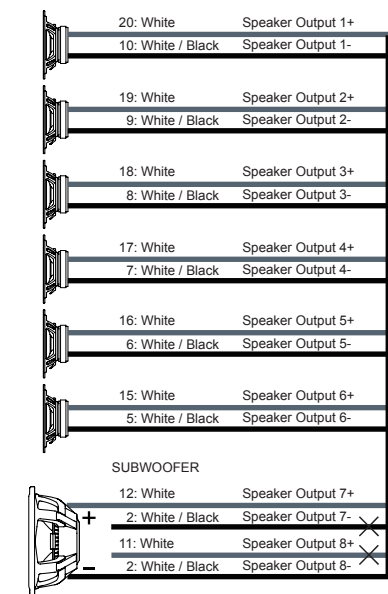 20: White Speaker Output 1+
10: White / Black Speaker Output 1-
19: White Speaker Output 2+
9: White / Black Speaker Output 2-
18: White Speaker Output 3+
8: White / Black Speaker Output 3-
17: White Speaker Output 4+
7: White / Black Speaker Output 4-
16: White Speaker Output 5+
6: White / Black Speaker Output 5-
15: White Speaker Output 6+
5: White / Black Speaker Output 6-
SUBWOOFER
12: White Speaker Output 7+
+ 2: White / Black Speaker Output 7-
11: White Speaker Output 8+
– 2: White / Black Speaker Output 8-